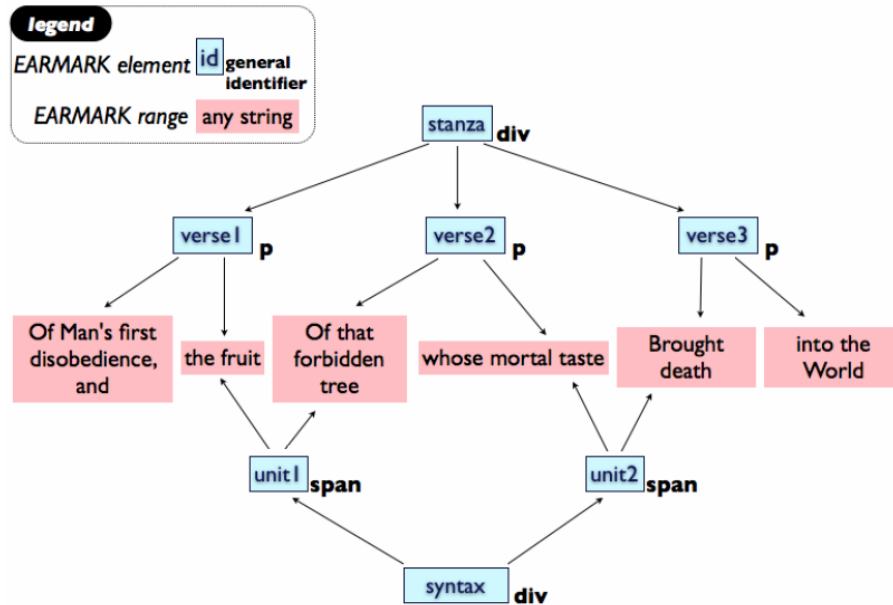 legend
EARMARK element id general
identifier
EARMARK range any string
stanza div
verse1 p verse2 p verse3 p
Of Man's first
disobedience,
and
the fruit
Of that
forbidden
tree
whose mortal taste
Brought
death
into the
World
unit1 span unit2 span
syntax div